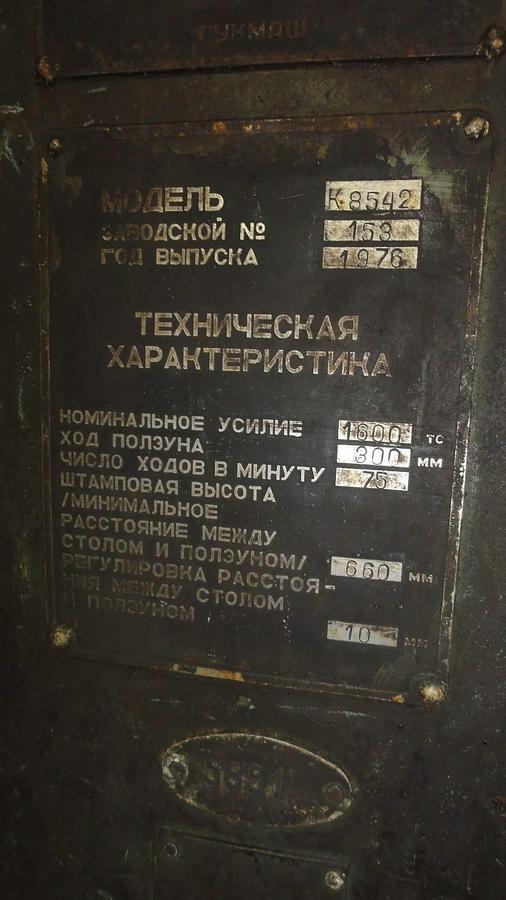 ТУКМАШ
МОДЕЛЬ К8542
ЗАВОДСКОЙ № 153
ГОД ВЫПУСКА 1976
ТЕХНИЧЕСКАЯ
ХАРАКТЕРИСТИКА
НОМИНАЛЬНОЕ УСИЛИЕ 1600 ТС
ХОД ПОЛЗУНА 300 ММ
ЧИСЛО ХОДОВ В МИНУТУ 75
ШТАМПОВАЯ ВЫСОТА
/МИНИМАЛЬНОЕ
РАССТОЯНИЕ МЕЖДУ
СТОЛОМ И ПОЛЗУНОМ/ 660 ММ
РЕГУЛИРОВКА РАССТОЯ-
НИЯ МЕЖДУ СТОЛОМ
И ПОЛЗУНОМ 10 ММ